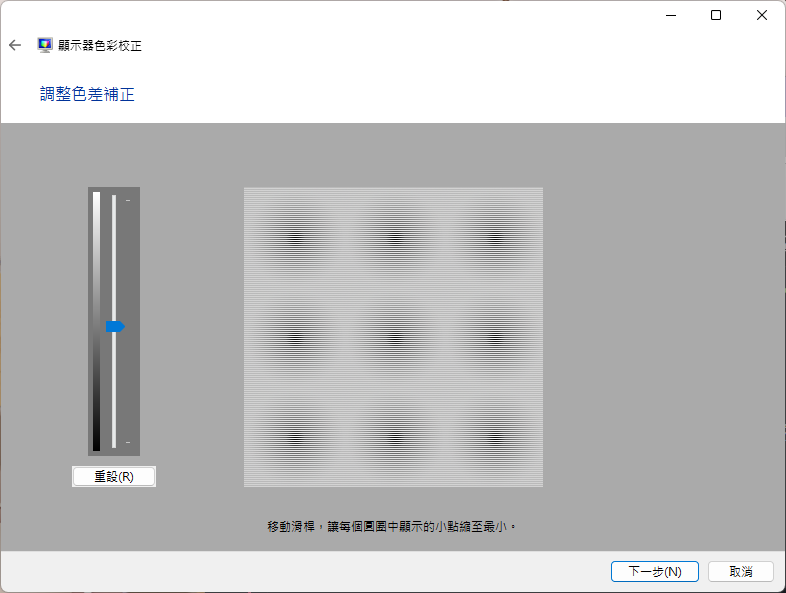 顯示器色彩校正
調整色差補正
重設(R)
移動滑桿，讓每個圓圈中顯示的小點縮至最小。
下一步(N)
取消